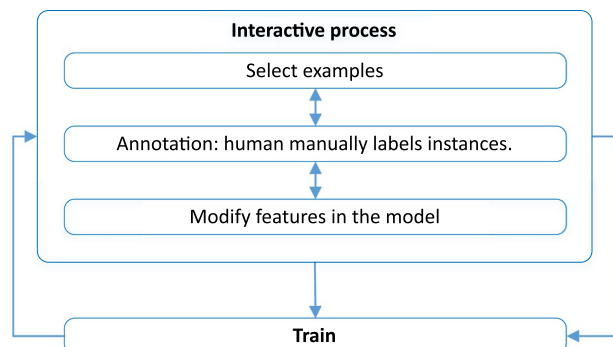 Interactive process
Select examples
Annotation: human manually labels instances.
Modify features in the model
Train